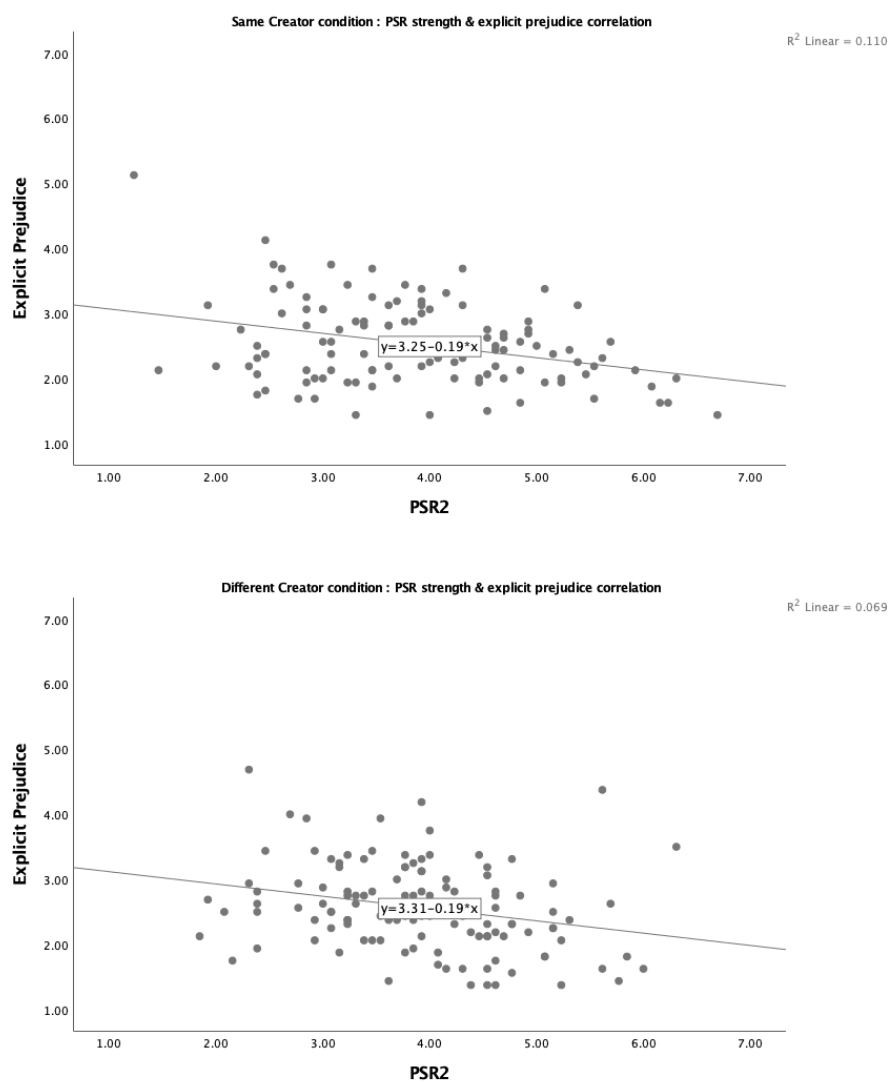 Same Creator condition : PSR strength & explicit prejudice correlation
R² Linear = 0.110
7.00
6.00
5.00
4.00
3.00
2.00
1.00
Explicit Prejudice
y=3.25-0.19*x
1.00 2.00 3.00 4.00 5.00 6.00 7.00
PSR2
Different Creator condition : PSR strength & explicit prejudice correlation
R² Linear = 0.069
7.00
6.00
5.00
4.00
3.00
2.00
1.00
Explicit Prejudice
y=3.31-0.19*x
1.00 2.00 3.00 4.00 5.00 6.00 7.00
PSR2